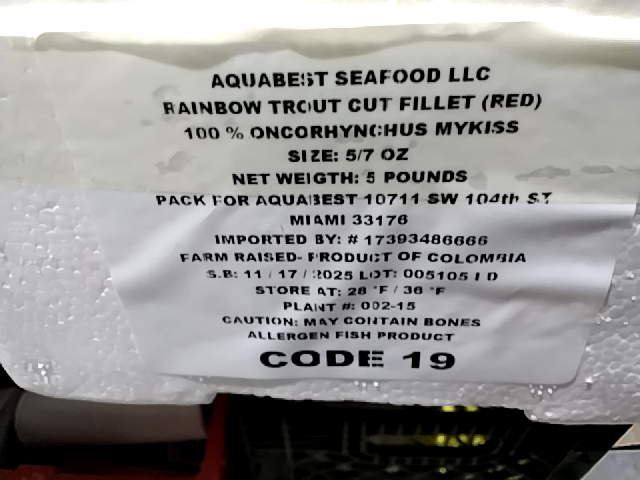 AQUABEST SEAFOOD LLC
RAINBOW TROUT CUT FILLET (RED)
100 % ONCORHYNCHUS MYKISS
SIZE: 5/7 OZ
NET WEIGTH: 5 POUNDS
PACK FOR AQUABEST 10711 SW 104th ST
MIAMI 33176
IMPORTED BY: # 17393486666
FARM RAISED- PRODUCT OF COLOMBIA
S.B: 11 / 17 / 2025 LOT: 005105
STORE AT: 28 °F / 36 °F
PLANT #: 002-15
CAUTION: MAY CONTAIN BONES
ALLERGEN FISH PRODUCT
CODE 19